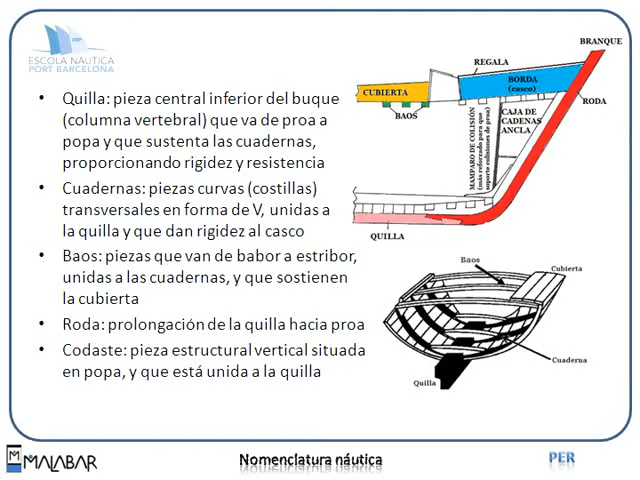 ESCOLA NÀUTICA
PORT BARCELONA
• Quilla: pieza central inferior del buque
(columna vertebral) que va de proa a
popa y que sustenta las cuadernas,
proporcionando rigidez y resistencia
• Cuadernas: piezas curvas (costillas)
transversales en forma de V, unidas a
la quilla y que dan rigidez al casco
• Baos: piezas que van de babor a estribor,
unidas a las cuadernas, y que sostienen
la cubierta
• Roda: prolongación de la quilla hacia proa
• Codaste: pieza estructural vertical situada
en popa, y que está unida a la quilla
BRANQUE
REGALA
BORDA
(casco)
CUBIERTA
BAOS
RODA
CAJA DE
CADENAS
ANCLA
MAMPARO DE COLISIÓN
(más reforzado para que
soporte colisiones de proa)
QUILLA
Baos
Cubierta
Cuaderna
Quilla
MALABAR
Nomenclatura náutica
PER